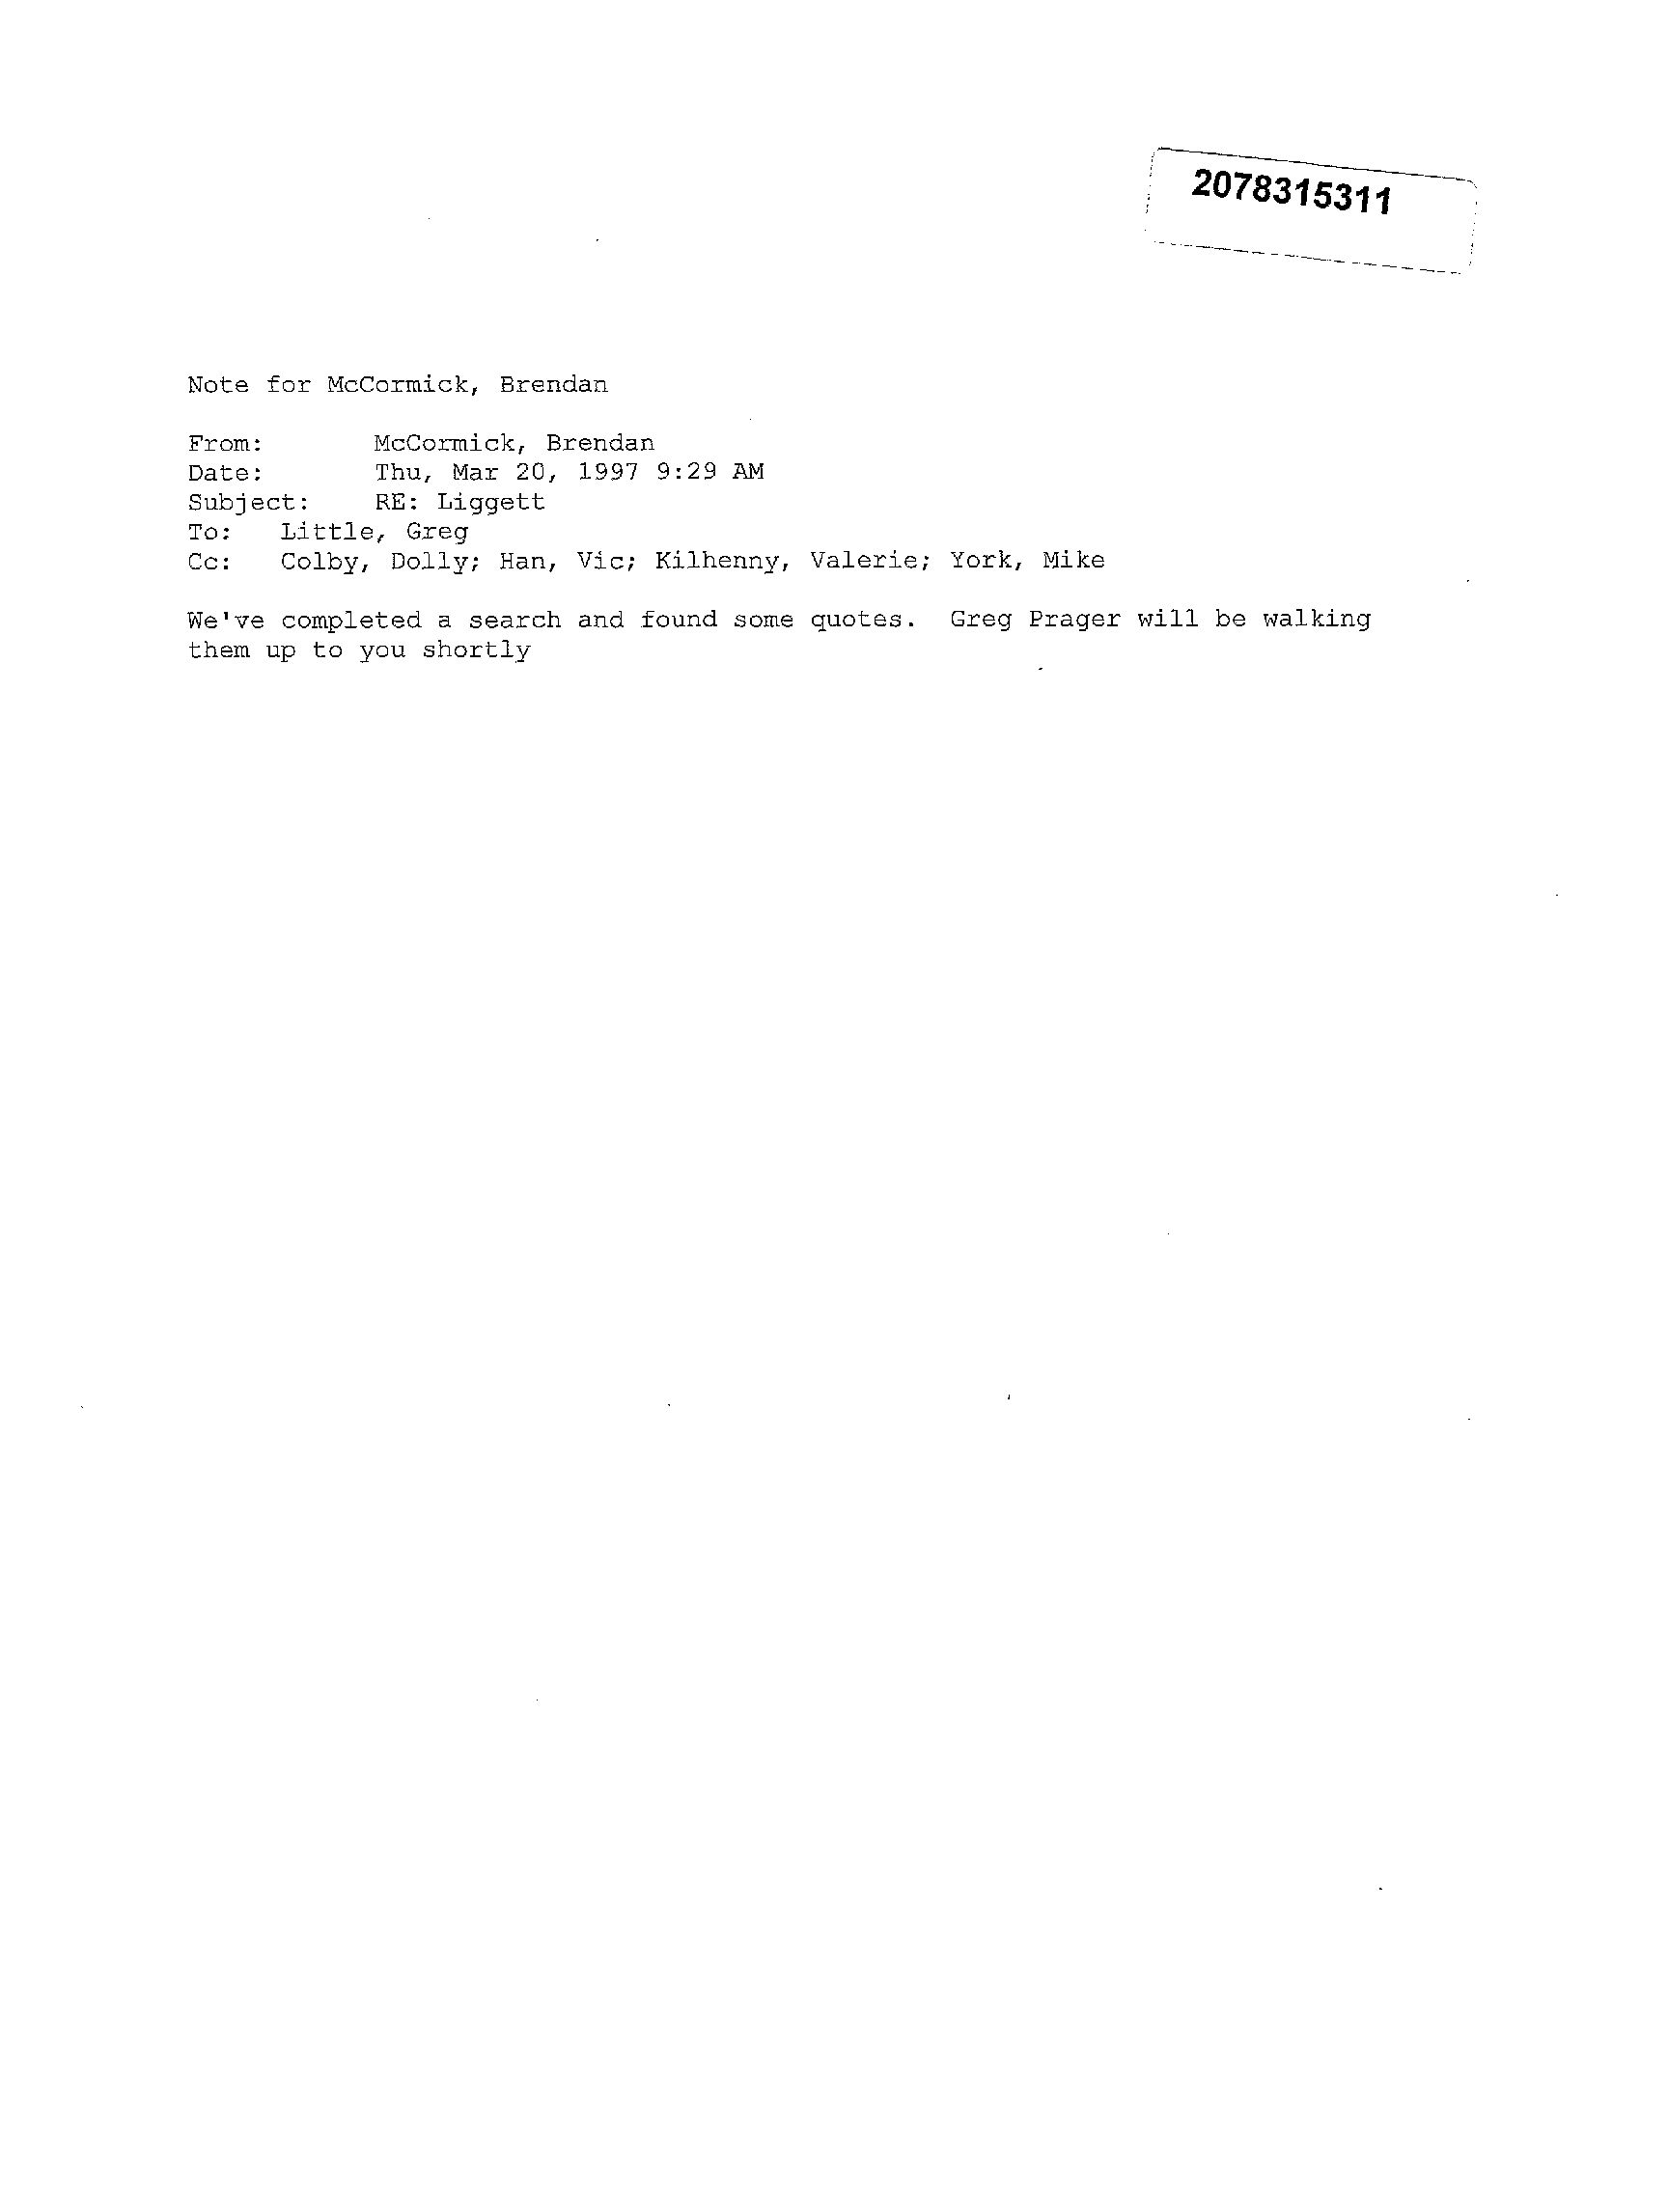 2078315311
Note for McCormick, Brendan
From: McCormick, Brendan
Date: Thu, Mar 20, 1997 9:29 AM
Subject: RE: Liggett
To: Little, Greg
Cc: Colby, Dolly; Han, Vic; Kilhenny, Valerie; York, Mike
We've completed a search and found some quotes. Greg Prager will be walking
them up to you shortly